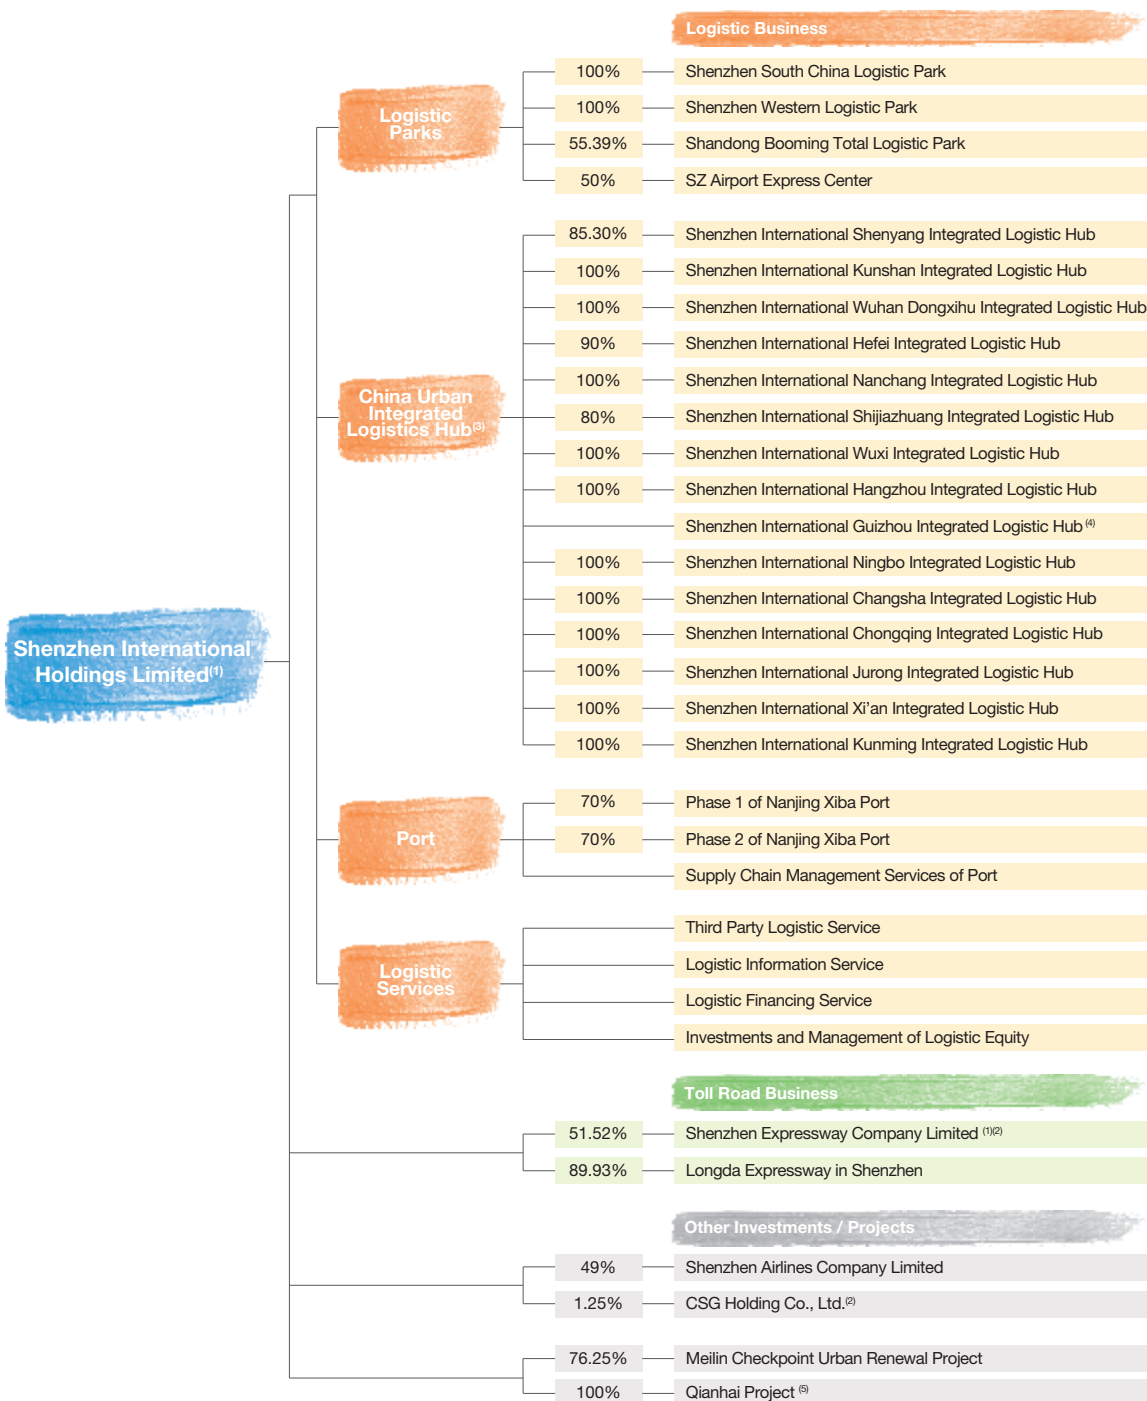 Logistic Business
Logistic
Parks
100% Shenzhen South China Logistic Park
100% Shenzhen Western Logistic Park
55.39% Shandong Booming Total Logistic Park
50% SZ Airport Express Center
China Urban
Integrated
Logistics Hub(3)
85.30% Shenzhen International Shenyang Integrated Logistic Hub
100% Shenzhen International Kunshan Integrated Logistic Hub
100% Shenzhen International Wuhan Dongxihu Integrated Logistic Hub
90% Shenzhen International Hefei Integrated Logistic Hub
100% Shenzhen International Nanchang Integrated Logistic Hub
80% Shenzhen International Shijiazhuang Integrated Logistic Hub
100% Shenzhen International Wuxi Integrated Logistic Hub
100% Shenzhen International Hangzhou Integrated Logistic Hub
Shenzhen International Guizhou Integrated Logistic Hub (4)
100% Shenzhen International Ningbo Integrated Logistic Hub
100% Shenzhen International Changsha Integrated Logistic Hub
100% Shenzhen International Chongqing Integrated Logistic Hub
100% Shenzhen International Jurong Integrated Logistic Hub
100% Shenzhen International Xi'an Integrated Logistic Hub
100% Shenzhen International Kunming Integrated Logistic Hub
Shenzhen International
Holdings Limited(1)
Port
70% Phase 1 of Nanjing Xiba Port
70% Phase 2 of Nanjing Xiba Port
Supply Chain Management Services of Port
Logistic
Services
Third Party Logistic Service
Logistic Information Service
Logistic Financing Service
Investments and Management of Logistic Equity
Toll Road Business
51.52% Shenzhen Expressway Company Limited (1)(2)
89.93% Longda Expressway in Shenzhen
Other Investments / Projects
49% Shenzhen Airlines Company Limited
1.25% CSG Holding Co., Ltd.(2)
76.25% Meilin Checkpoint Urban Renewal Project
100% Qianhai Project (5)